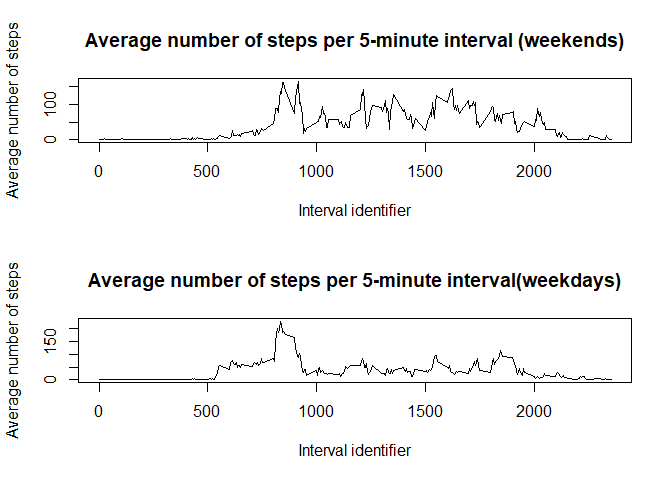 Average number of steps per 5-minute interval (weekends)
Average number of steps
100
0
0 500 1000 1500 2000
Interval identifier
Average number of steps per 5-minute interval(weekdays)
Average number of steps
150
0
0 500 1000 1500 2000
Interval identifier